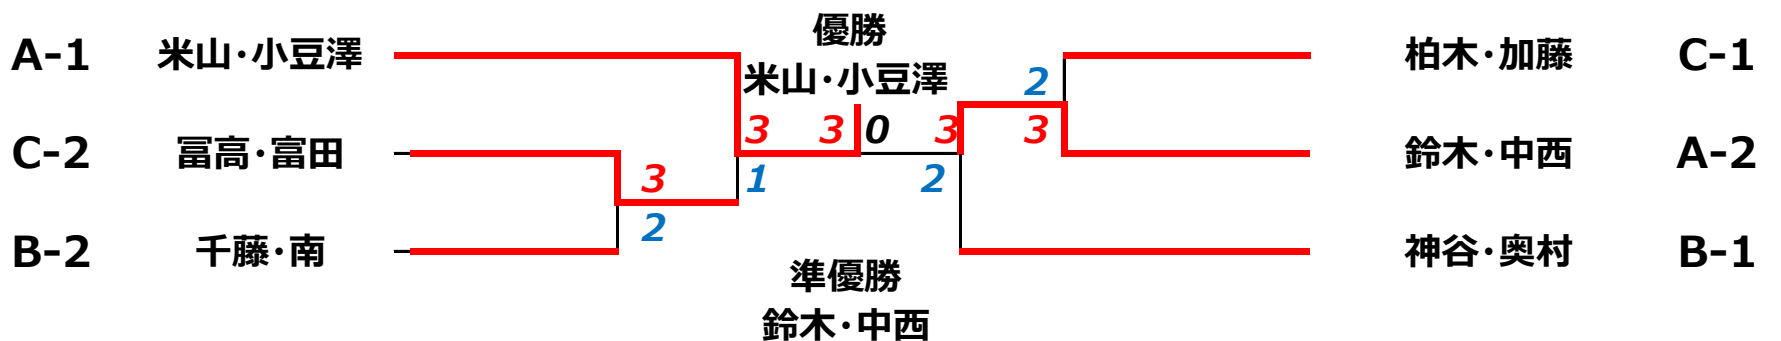 優勝
A-1 米山・小豆澤 柏木・加藤 C-1
米山・小豆澤 2
3 3 0 3 3
C-2 冨高・富田 鈴木・中西 A-2
3 1 2
2
B-2 千藤・南 神谷・奥村 B-1
準優勝
鈴木・中西